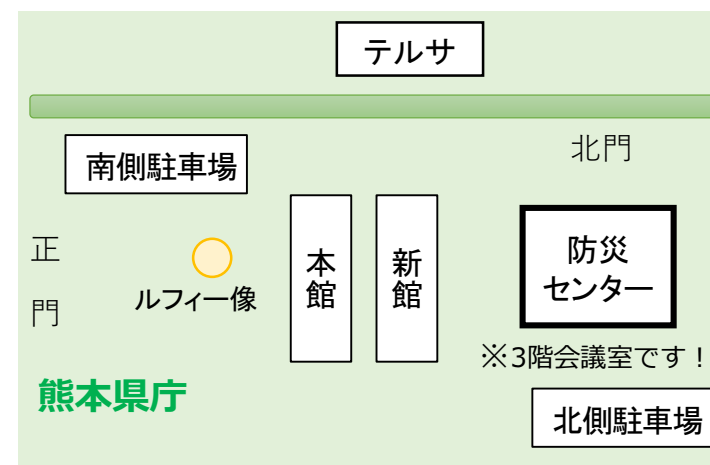 テルサ
北門
南側駐車場
正門
ルフィー像
本館
新館
防災
センター
※3階会議室です！
熊本県庁
北側駐車場